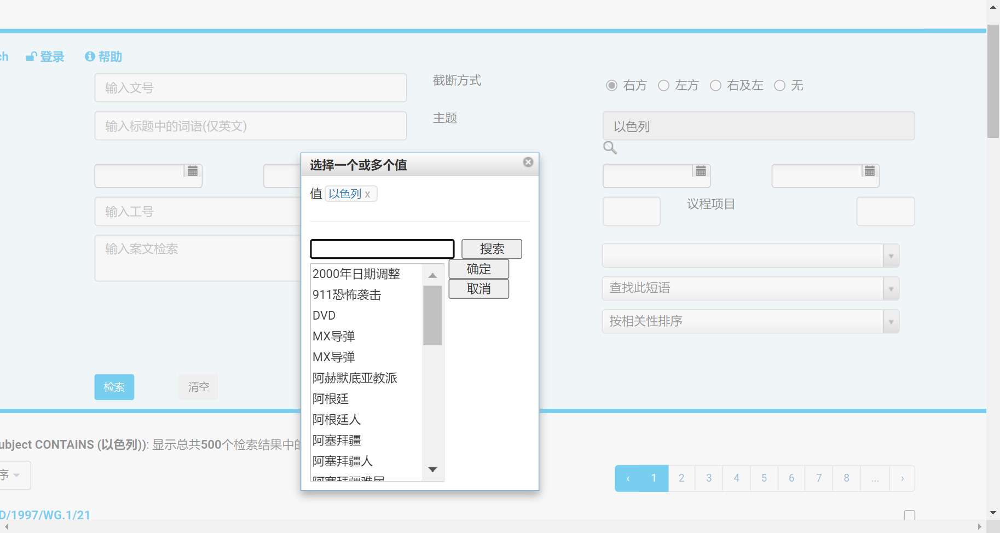 ch 登录 帮助
输入文号 截断方式 右方 左方 右及左 无
输入标题中的词语(仅英文) 主题 以色列
选择一个或多个值
值 以色列 x
输入工号 议程项目
输入案文检索 搜索
确定
取消
2000年日期调整
911恐怖袭击 查找此短语
DVD
MX导弹 按相关性排序
MX导弹
阿赫默底亚教派
检索 清空
阿根廷
阿根廷人
阿塞拜疆
阿塞拜疆人
阿塞拜疆难民
ubject CONTAINS (以色列)): 显示总共500个检索结果中的
序
‹ 1 2 3 4 5 6 7 8 ... ›
D/1997/WG.1/21